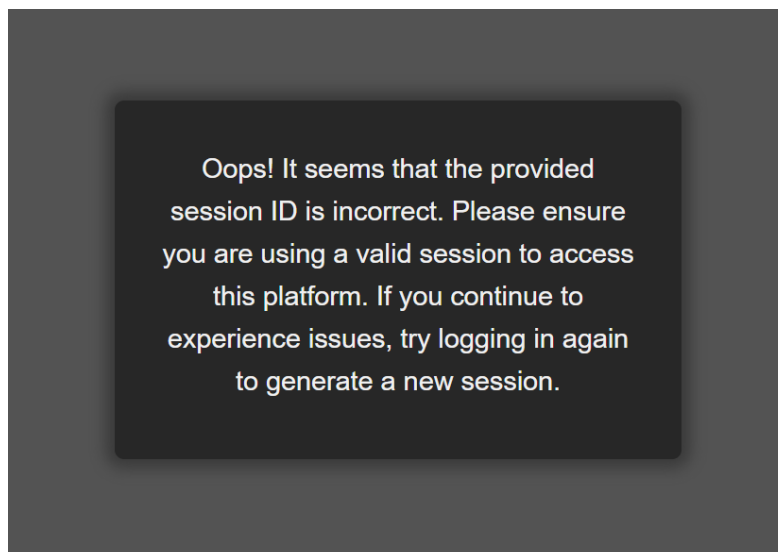 Oops! It seems that the provided
session ID is incorrect. Please ensure
you are using a valid session to access
this platform. If you continue to
experience issues, try logging in again
to generate a new session.